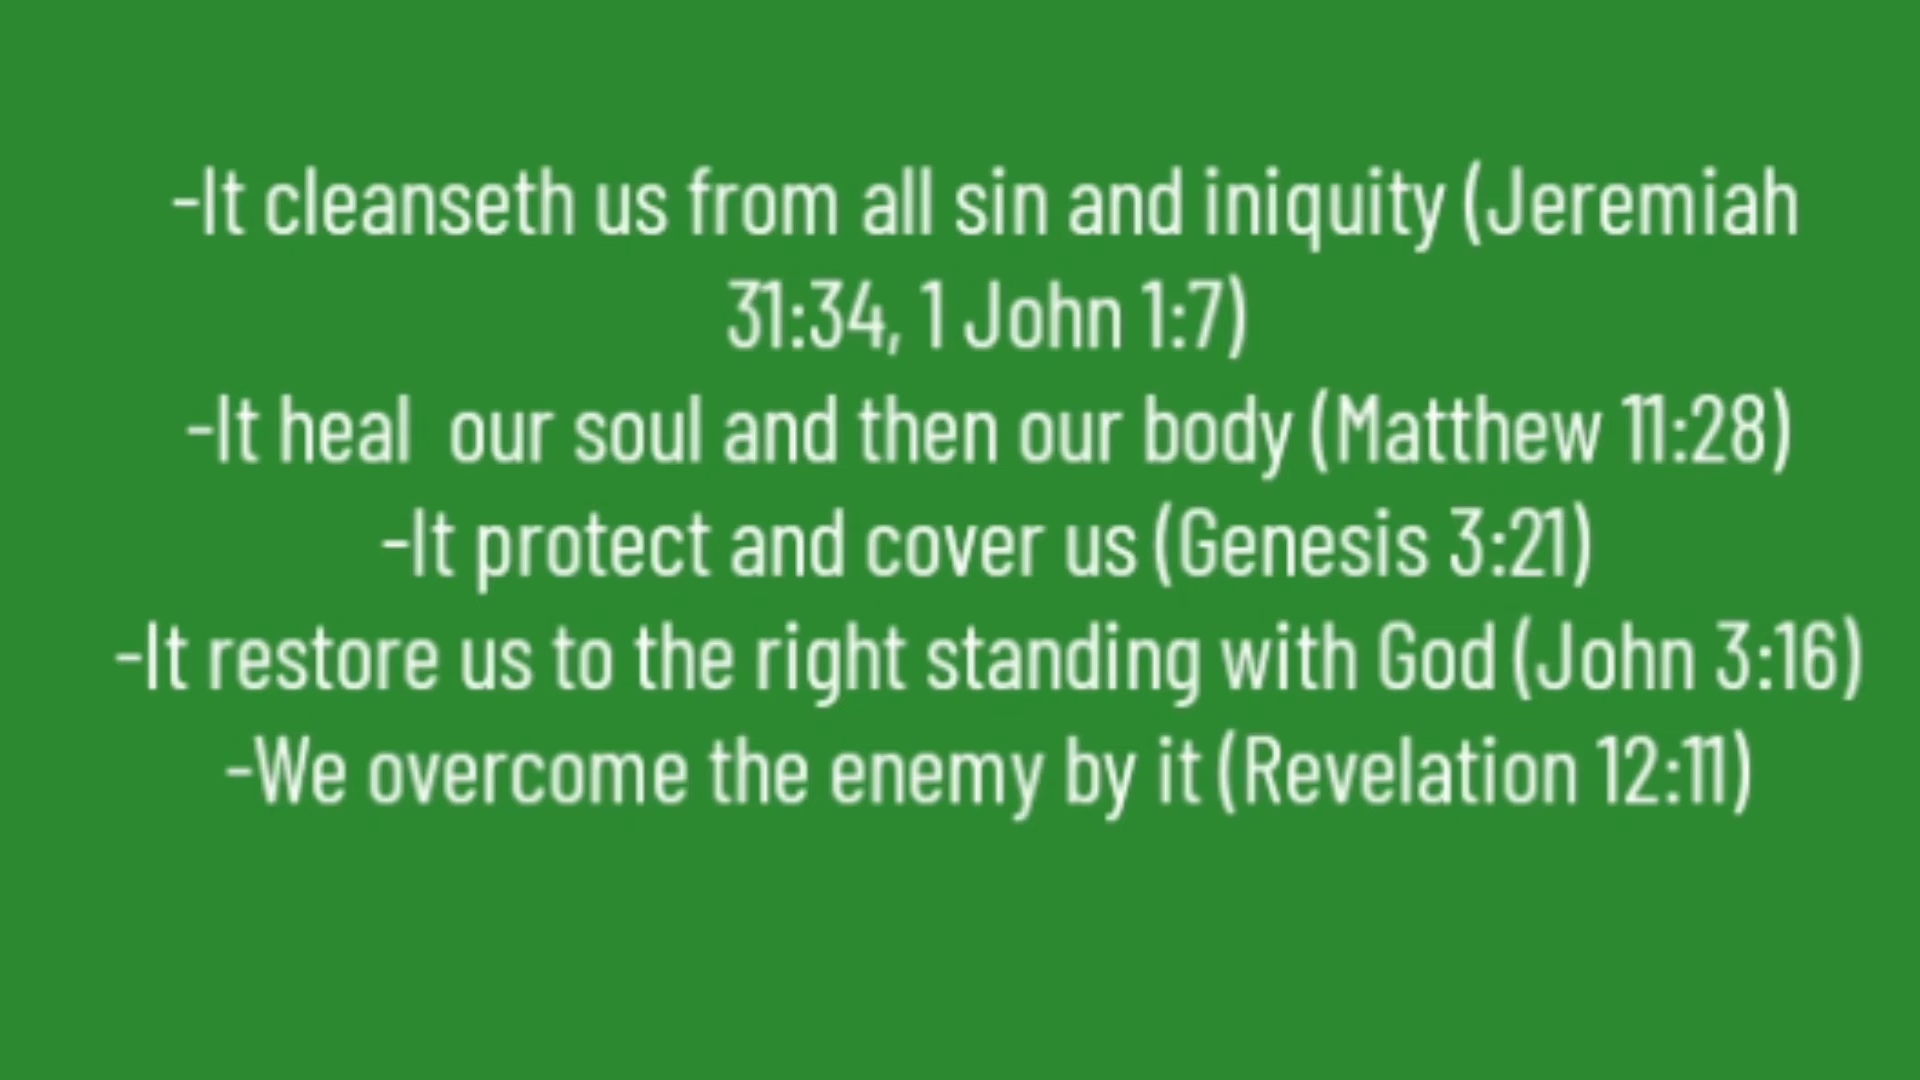 -It cleanseth us from all sin and iniquity (Jeremiah
31:34, 1 John 1:7)
-It heal  our soul and then our body (Matthew 11:28)
-It protect and cover us (Genesis 3:21)
-It restore us to the right standing with God (John 3:16)
-We overcome the enemy by it (Revelation 12:11)